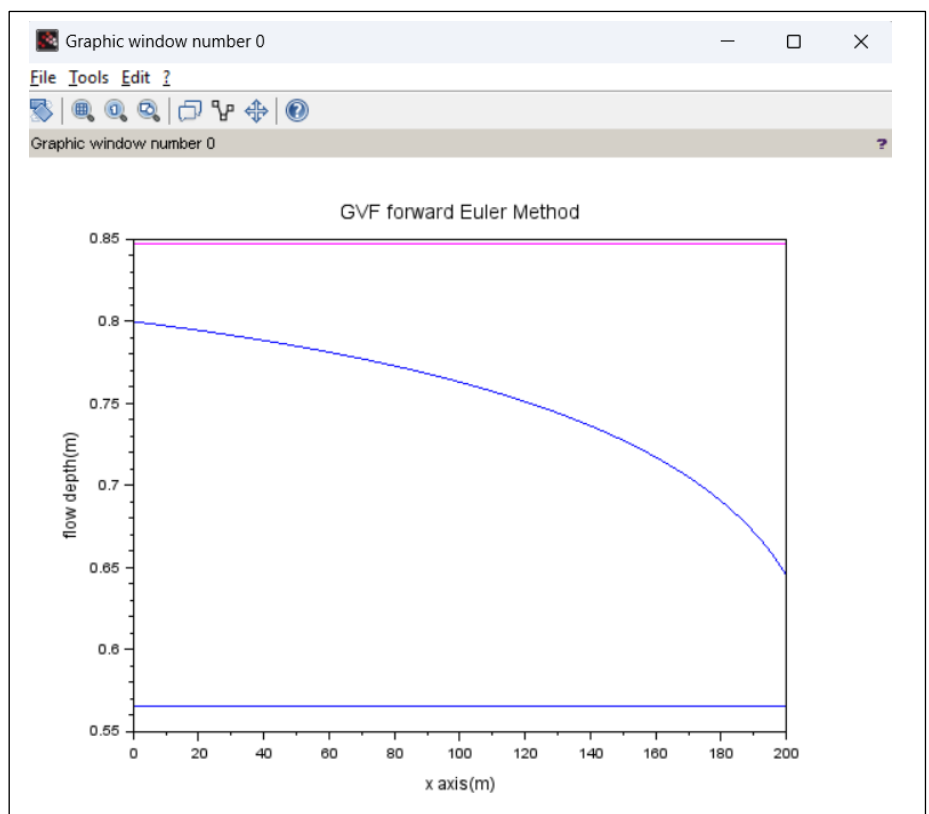 Graphic window number 0
File Tools Edit ?
Graphic window number 0 ?
GVF forward Euler Method
0.85
0.8
0.75
0.7
0.65
0.6
0.55
flow depth(m)
0 20 40 60 80 100 120 140 160 180 200
x axis(m)